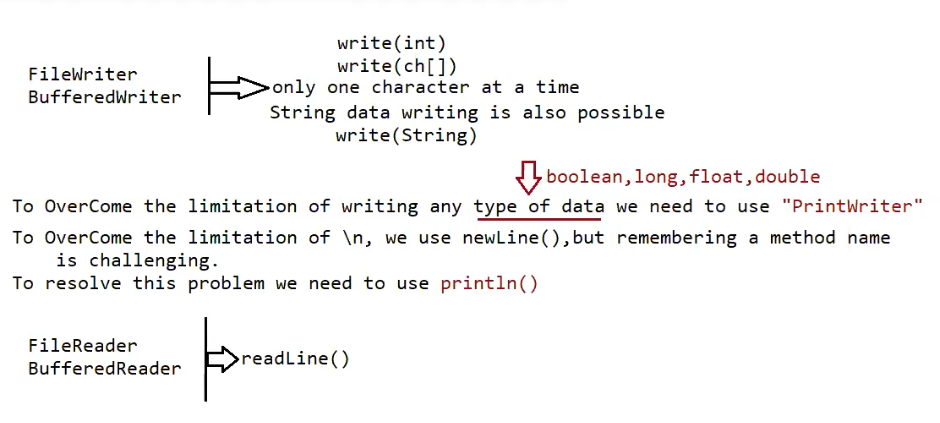 write(int)
write(ch[])
FileWriter
BufferedWriter
only one character at a time
String data writing is also possible
write(String)
boolean,long,float,double
To OverCome the limitation of writing any type of data we need to use "PrintWriter"
To OverCome the limitation of \n, we use newLine(),but remembering a method name
is challenging.
To resolve this problem we need to use println()
FileReader
BufferedReader
readLine()